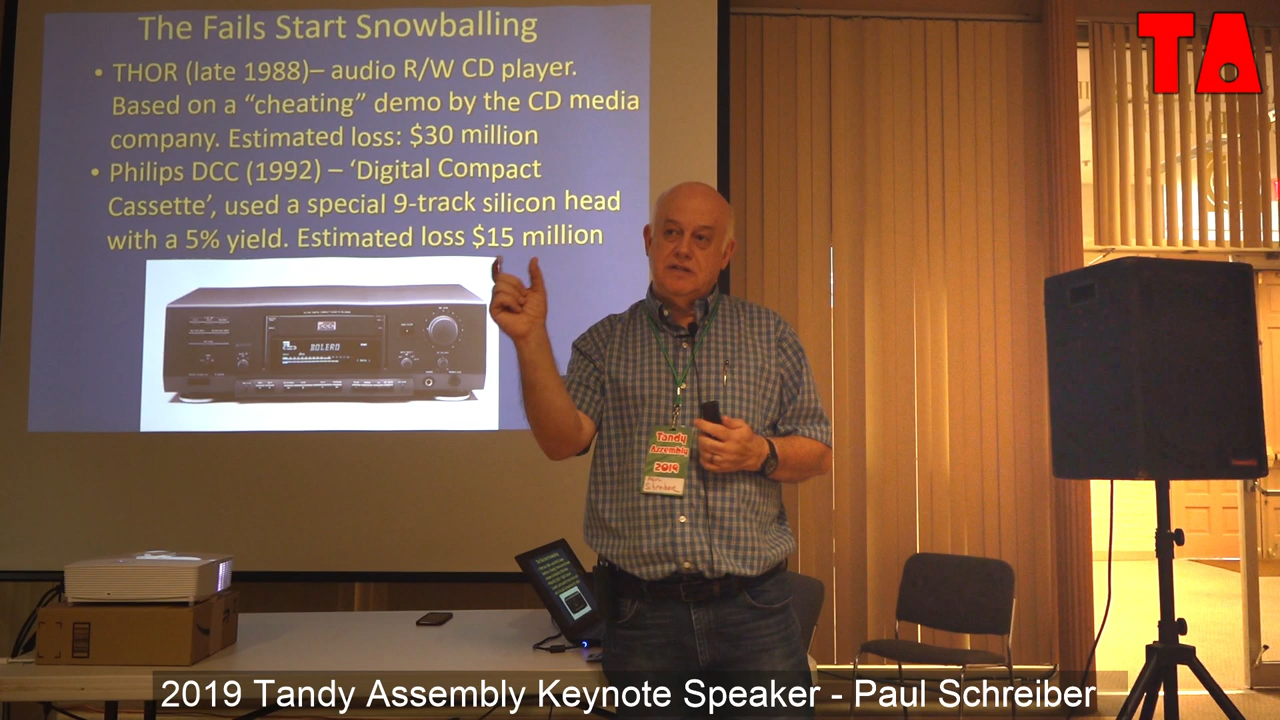 The Fails Start Snowballing
• THOR (late 1988)– audio R/W CD player.
Based on a “cheating” demo by the CD media
company. Estimated loss: $30 million
• Philips DCC (1992) – ‘Digital Compact
Cassette’, used a special 9-track silicon head
with a 5% yield. Estimated loss $15 million
BOLERO
TA
Tandy
Assembly
2019
2019 Tandy Assembly Keynote Speaker - Paul Schreiber